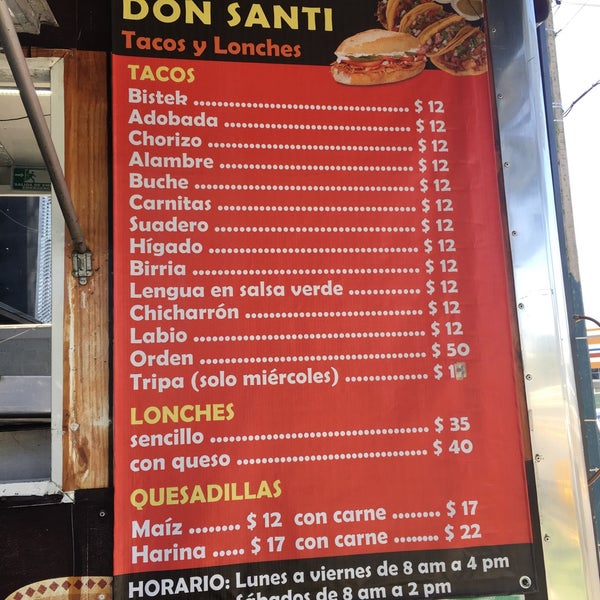 DON SANTI
Tacos y Lonches
TACOS
Bistek ........................................ $ 12
Adobada ........................................ $ 12
Chorizo ........................................ $ 12
Alambre ........................................ $ 12
Buche ........................................ $ 12
Carnitas ........................................ $ 12
Suadero ........................................ $ 12
Hígado ........................................ $ 12
Birria ........................................ $ 12
Lengua en salsa verde ............. $ 12
Chicharrón ................................ $ 12
Labio ........................................ $ 12
Orden ........................................ $ 50
Tripa (solo miércoles) ............... $
LONCHES
sencillo ........................................ $ 35
con queso ................................... $ 40
QUESADILLAS
Maíz ......... $ 12 con carne ......... $ 17
Harina ...... $ 17 con carne ......... $ 22
HORARIO: Lunes a viernes de 8 am a 4 pm
Sábados de 8 am a 2 pm